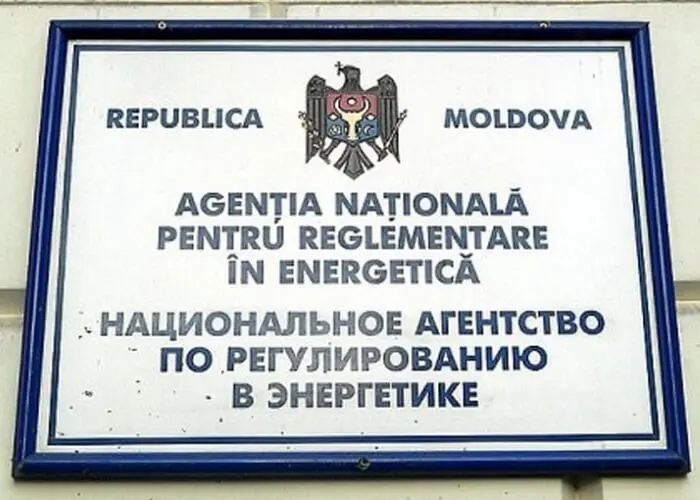 REPUBLICA MOLDOVA
AGENȚIA NAȚIONALĂ
PENTRU REGLEMENTARE
ÎN ENERGETICĂ
НАЦИОНАЛЬНОЕ АГЕНТСТВО
ПО РЕГУЛИРОВАНИЮ
В ЭНЕРГЕТИКЕ